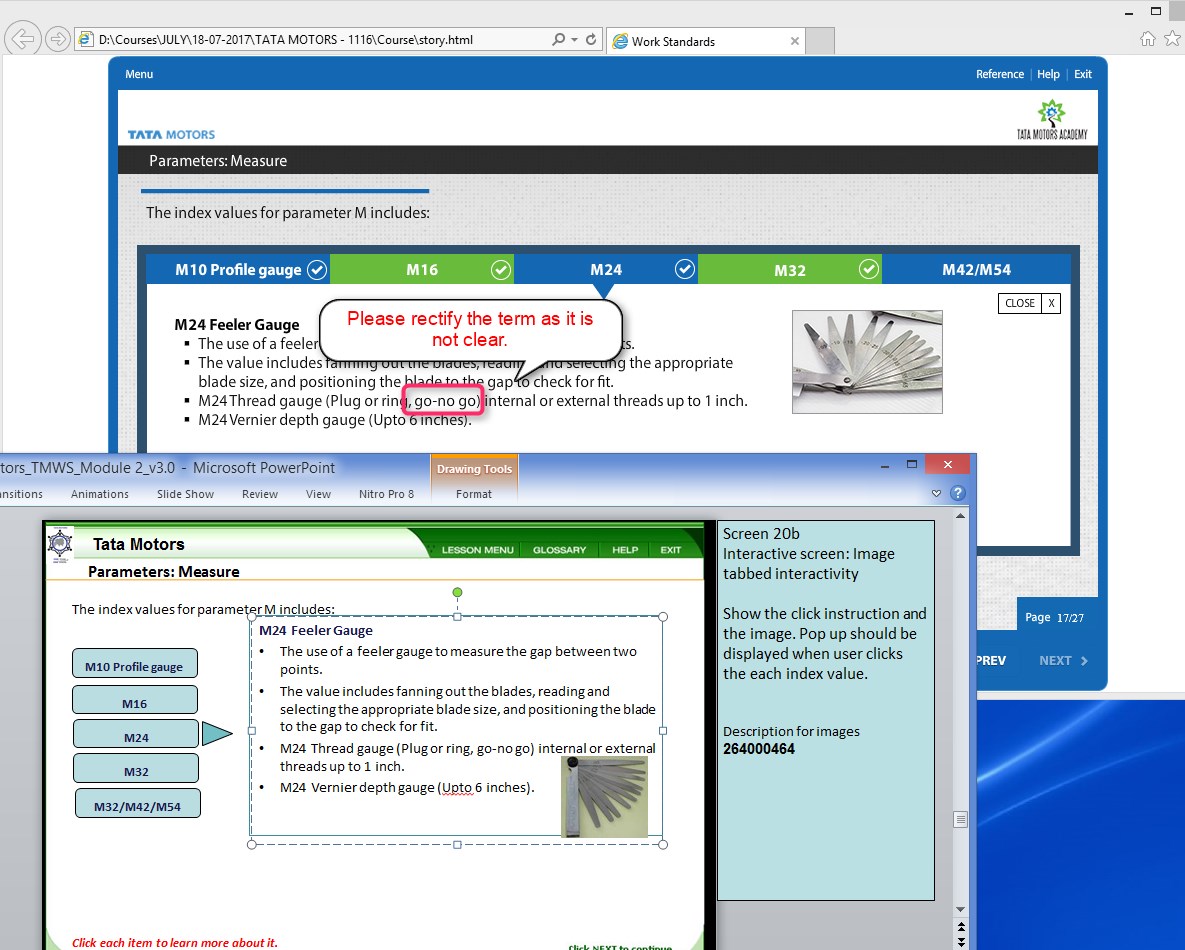 D:\Courses\JULY\18-07-2017\TATA MOTORS - 1116\Course\story.html
Work Standards
Menu
Reference | Help | Exit
TATA MOTORS
TATA MOTORS ACADEMY
Parameters: Measure
The index values for parameter M includes:
M10 Profile gauge M16 M24 M32 M42/M54
CLOSE X
Please rectify the term as it is
not clear.
M24 Feeler Gauge
The use of a feeler ts.
The value includes fanning out the blades, reading and selecting the appropriate
blade size, and positioning the blade to the gap to check for fit.
M24 Thread gauge (Plug or ring, go-no go) internal or external threads up to 1 inch.
M24 Vernier depth gauge (Upto 6 inches).
Page 17/27
PREV NEXT
tors_TMWS_Module 2_v3.0 - Microsoft PowerPoint
Drawing Tools
ansitions Animations Slide Show Review View Nitro Pro 8 Format
Tata Motors
LESSON MENU GLOSSARY HELP EXIT
Parameters: Measure
The index values for parameter M includes:
M10 Profile gauge
M16
M24
M32
M32/M42/M54
M24 Feeler Gauge
• The use of a feeler gauge to measure the gap between two
points.
• The value includes fanning out the blades, reading and
selecting the appropriate blade size, and positioning the blade
to the gap to check for fit.
• M24 Thread gauge (Plug or ring, go-no go) internal or external
threads up to 1 inch.
• M24 Vernier depth gauge (Upto 6 inches).
Click each item to learn more about it.
Click NEXT to continue
Screen 20b
Interactive screen: Image
tabbed interactivity
Show the click instruction and
the image. Pop up should be
displayed when user clicks
the each index value.
Description for images
264000464